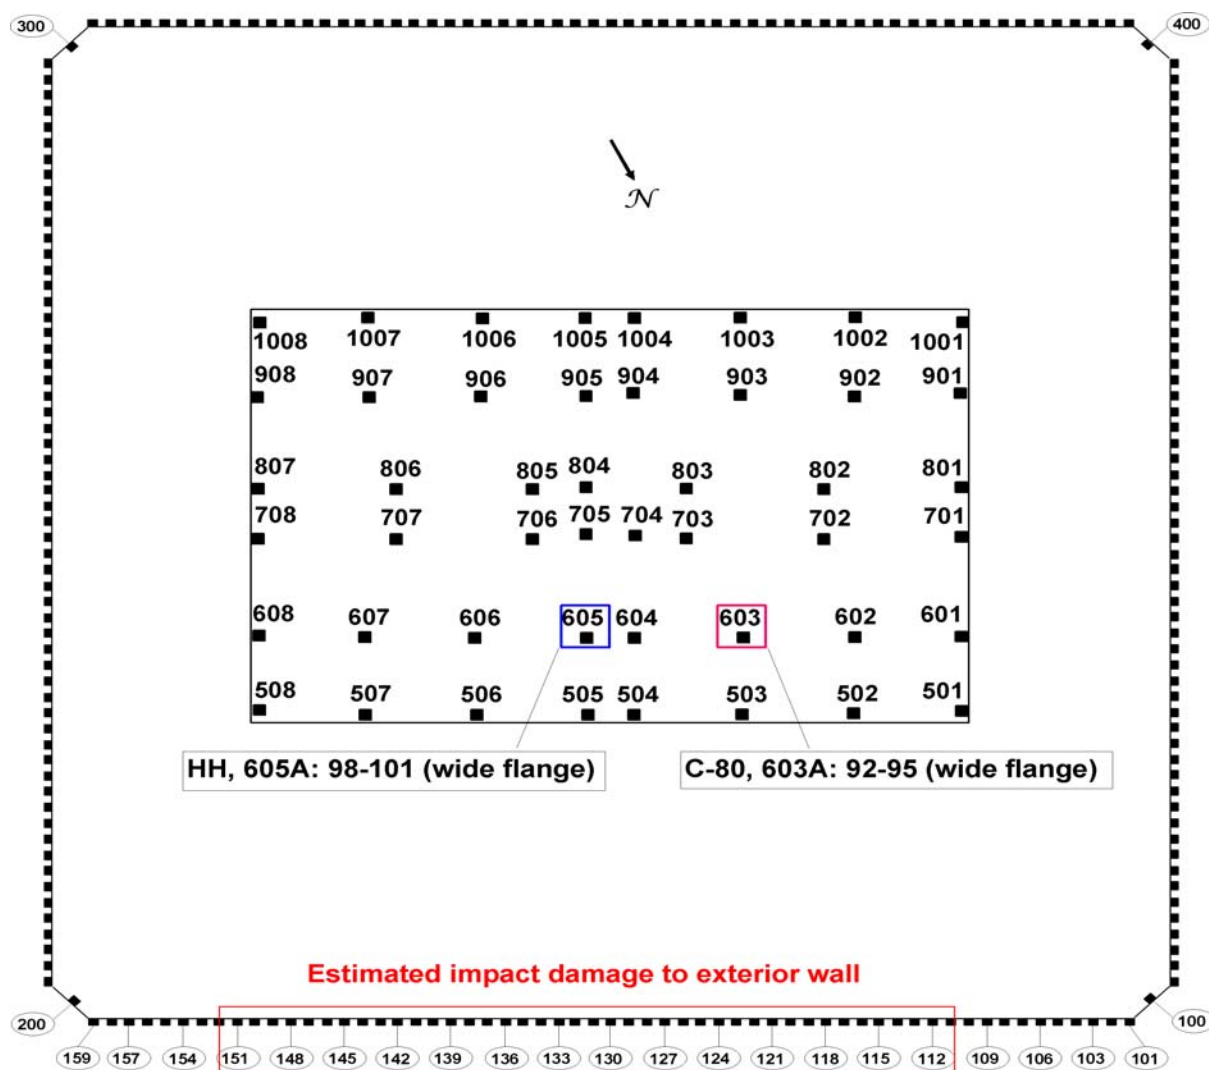 300
400
N
1008 1007 1006 1005 1004 1003 1002 1001
908 907 906 905 904 903 902 901
807 806 805 804 803 802 801
708 707 706 705 704 703 702 701
608 607 606 605 604 603 602 601
508 507 506 505 504 503 502 501
HH, 605A: 98-101 (wide flange)
C-80, 603A: 92-95 (wide flange)
Estimated impact damage to exterior wall
200
100
159 157 154 151 148 145 142 139 136 133 130 127 124 121 118 115 112 109 106 103 101